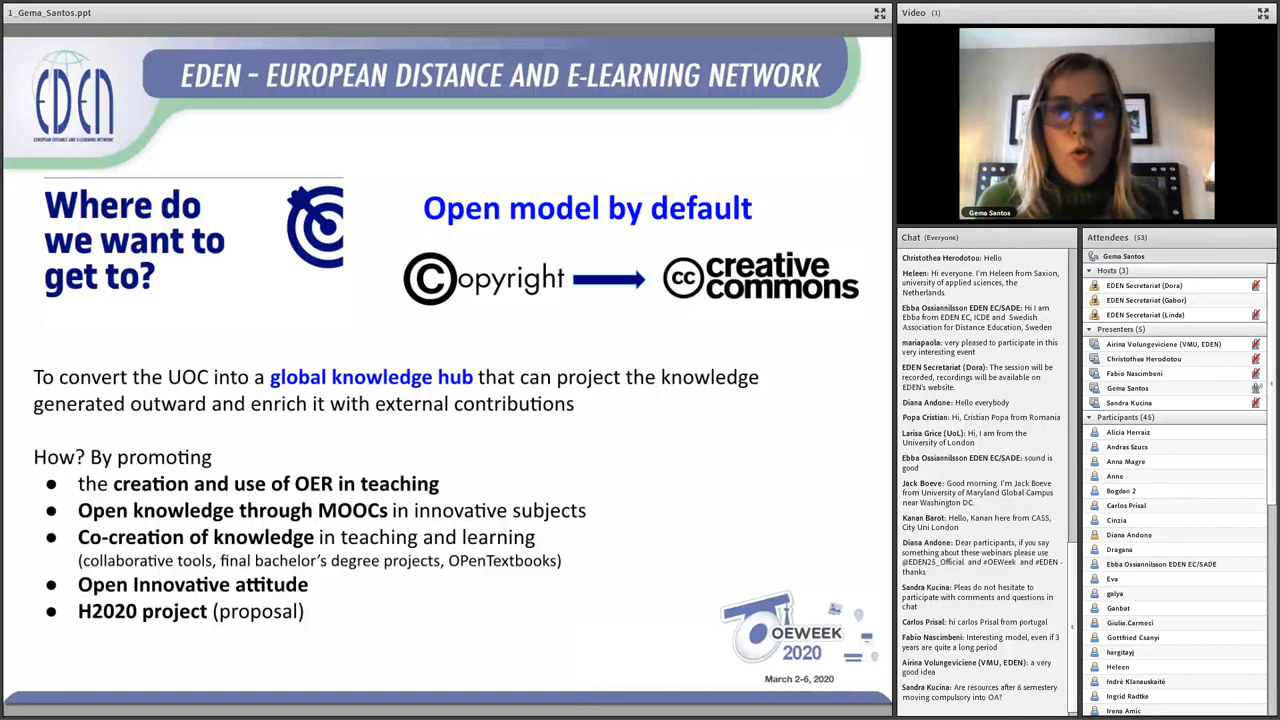 1_Gema_Santos.ppt
EDEN
EUROPEAN DISTANCE AND E-LEARNING NETWORK
EDEN - EUROPEAN DISTANCE AND E-LEARNING NETWORK
Where do
we want to
get to?
Open model by default
Copyright
cc creative
commons
To convert the UOC into a global knowledge hub that can project the knowledge
generated outward and enrich it with external contributions
How? By promoting
● the creation and use of OER in teaching
● Open knowledge through MOOCs in innovative subjects
● Co-creation of knowledge in teaching and learning
(collaborative tools, final bachelor's degree projects, OPenTextbooks)
● Open Innovative attitude
● H2020 project (proposal)
OEWEEK
2020
March 2-6, 2020
Video (1)
Gema Santos
Chat (Everyone)
Christothea Herodotou: Hello
Heleen: Hi everyone. I'm Heleen from Saxion,
university of applied sciences, the
Netherlands.
Ebba Ossiannilsson EDEN EC/SADE: Hi I am
Ebba from EDEN EC, ICDE and Swedish
Association for Distance Education, Sweden
mariapaola: very pleased to participate in this
very interesting event
EDEN Secretariat (Dora): The session will be
recorded, recordings will be available on
EDEN's website.
Diana Andone: Hello everybody
Popa Cristian: Hi, Cristian Popa from Romania
Larisa Grice (UoL): Hi, I am from the
University of London
Ebba Ossiannilsson EDEN EC/SADE: sound is
good
Jack Boeve: Good morning. I'm Jack Boeve
from University of Maryland Global Campus
near Washington DC.
Kanan Barot: Hello, Kanan here from CASS,
City Uni London
Diana Andone: Dear participants, if you say
something about these webinars please use
@EDEN25_Official and #OEWeek and #EDEN -
thanks
Sandra Kucina: Pleas do not hesitate to
participate with comments and questions in
chat
Carlos Prisal: hi carlos Prisal from portugal
Fabio Nascimbeni: Interesting model, even if 3
years are quite a long period
Airina Volungeviciene (VMU, EDEN): a very
good idea
Sandra Kucina: Are resources after 6 semestery
moving compulsory into OA?
Attendees (53)
Gema Santos
Hosts (3)
EDEN Secretariat (Dora)
EDEN Secretariat (Gabor)
EDEN Secretariat (Linda)
Presenters (5)
Airina Volungeviciene (VMU, EDEN)
Christothea Herodotou
Fabio Nascimbeni
Gema Santos
Sandra Kucina
Participants (45)
Alicia Herraiz
Andras Szucs
Anna Magre
Anne
Bogdan 2
Carlos Prisal
Cinzia
Diana Andone
Dragana
Ebba Ossiannilsson EDEN EC/SADE
Eva
galya
Ganbat
Giulia.Carmeci
Gottfried Csanyi
hargitayj
Heleen
Indrė Klanauskaitė
Ingrid Radtke
Irena Amic